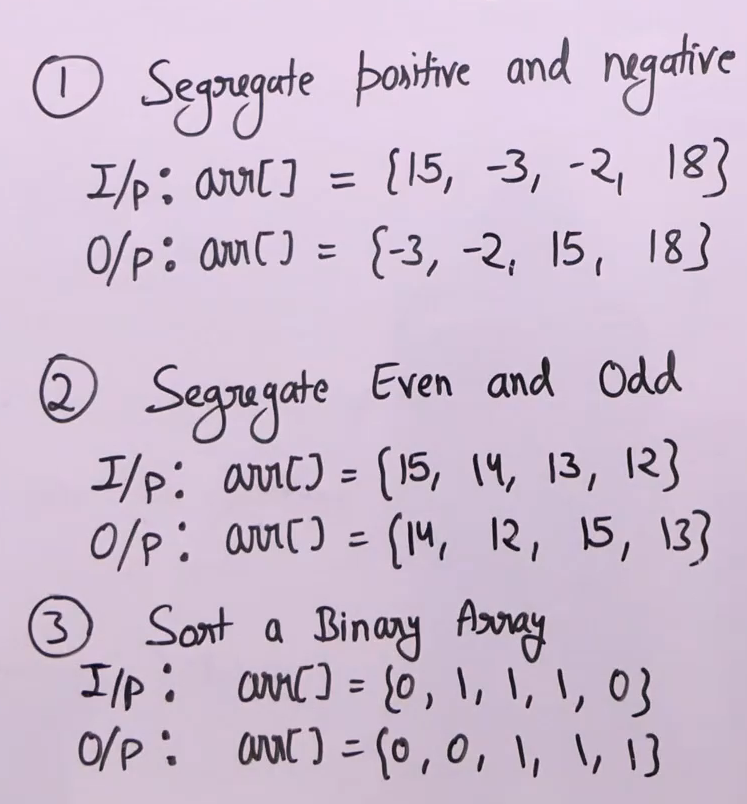 ① Segregate positive and negative
I/p: arr[] = {15, -3, -2, 18}
O/p: arr[] = {-3, -2, 15, 18}
② Segregate Even and Odd
I/p: arr[] = {15, 14, 13, 12}
O/p: arr[] = {14, 12, 15, 13}
③ Sort a Binary Array
I/p: arr[] = {0, 1, 1, 1, 0}
O/p: arr[] = {0, 0, 1, 1, 1}